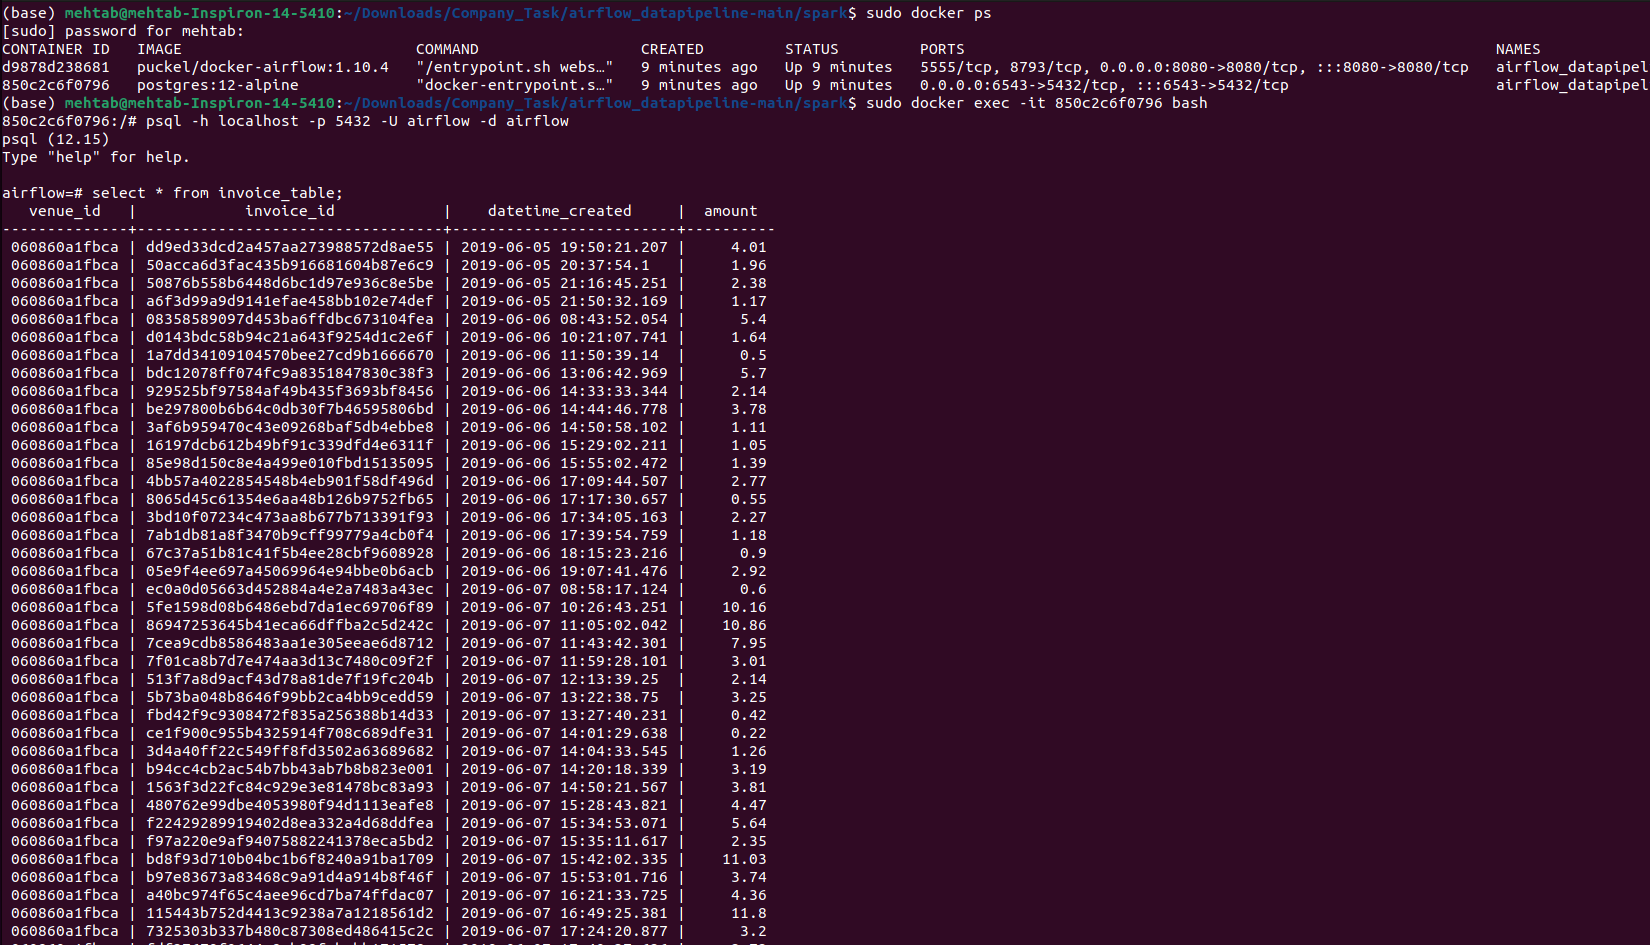 (base) mehtab@mehtab-Inspiron-14-5410:~/Downloads/Company_Task/airflow_datapipeline-main/spark$ sudo docker ps
[sudo] password for mehtab:
CONTAINER ID   IMAGE                          COMMAND                  CREATED         STATUS         PORTS                                                          NAMES
d9878d238681   puckel/docker-airflow:1.10.4   "/entrypoint.sh webs…"   9 minutes ago   Up 9 minutes   5555/tcp, 8793/tcp, 0.0.0.0:8080->8080/tcp, :::8080->8080/tcp   airflow_datapipel
850c2c6f0796   postgres:12-alpine             "docker-entrypoint.s…"   9 minutes ago   Up 9 minutes   0.0.0.0:6543->5432/tcp, :::6543->5432/tcp                       airflow_datapipel
(base) mehtab@mehtab-Inspiron-14-5410:~/Downloads/Company_Task/airflow_datapipeline-main/spark$ sudo docker exec -it 850c2c6f0796 bash
850c2c6f0796:/# psql -h localhost -p 5432 -U airflow -d airflow
psql (12.15)
Type "help" for help.
airflow=# select * from invoice_table;
   venue_id   |            invoice_id            |    datetime_created     |  amount
--------------+----------------------------------+-------------------------+----------
 060860a1fbca | dd9ed33dcd2a457aa273988572d8ae55 | 2019-06-05 19:50:21.207 |     4.01
 060860a1fbca | 50acca6d3fac435b916681604b87e6c9 | 2019-06-05 20:37:54.1   |     1.96
 060860a1fbca | 50876b558b6448d6bc1d97e936c8e5be | 2019-06-05 21:16:45.251 |     2.38
 060860a1fbca | a6f3d99a9d9141efae458bb102e74def | 2019-06-05 21:50:32.169 |     1.17
 060860a1fbca | 08358589097d453ba6ffdbc673104fea | 2019-06-06 08:43:52.054 |      5.4
 060860a1fbca | d0143bdc58b94c21a643f9254d1c2e6f | 2019-06-06 10:21:07.741 |     1.64
 060860a1fbca | 1a7dd34109104570bee27cd9b1666670 | 2019-06-06 11:50:39.14  |      0.5
 060860a1fbca | bdc12078ff074fc9a8351847830c38f3 | 2019-06-06 13:06:42.969 |      5.7
 060860a1fbca | 929525bf97584af49b435f3693bf8456 | 2019-06-06 14:33:33.344 |     2.14
 060860a1fbca | be297800b6b64c0db30f7b46595806bd | 2019-06-06 14:44:46.778 |     3.78
 060860a1fbca | 3af6b959470c43e09268baf5db4ebbe8 | 2019-06-06 14:50:58.102 |     1.11
 060860a1fbca | 16197dcb612b49bf91c339dfd4e6311f | 2019-06-06 15:29:02.211 |     1.05
 060860a1fbca | 85e98d150c8e4a499e010fbd15135095 | 2019-06-06 15:55:02.472 |     1.39
 060860a1fbca | 4bb57a4022854548b4eb901f58df496d | 2019-06-06 17:09:44.507 |     2.77
 060860a1fbca | 8065d45c61354e6aa48b126b9752fb65 | 2019-06-06 17:17:30.657 |     0.55
 060860a1fbca | 3bd10f07234c473aa8b677b713391f93 | 2019-06-06 17:34:05.163 |     2.27
 060860a1fbca | 7ab1db81a8f3470b9cff99779a4cb0f4 | 2019-06-06 17:39:54.759 |     1.18
 060860a1fbca | 67c37a51b81c41f5b4ee28cbf9608928 | 2019-06-06 18:15:23.216 |      0.9
 060860a1fbca | 05e9f4ee697a45069964e94bbe0b6acb | 2019-06-06 19:07:41.476 |     2.92
 060860a1fbca | ec0a0d05663d452884a4e2a7483a43ec | 2019-06-07 08:58:17.124 |      0.6
 060860a1fbca | 5fe1598d08b6486ebd7da1ec69706f89 | 2019-06-07 10:26:43.251 |    10.16
 060860a1fbca | 86947253645b41eca66dffba2c5d242c | 2019-06-07 11:05:02.042 |    10.86
 060860a1fbca | 7cea9cdb8586483aa1e305eeae6d8712 | 2019-06-07 11:43:42.301 |     7.95
 060860a1fbca | 7f01ca8b7d7e474aa3d13c7480c09f2f | 2019-06-07 11:59:28.101 |     3.01
 060860a1fbca | 513f7a8d9acf43d78a81de7f19fc204b | 2019-06-07 12:13:39.25  |     2.14
 060860a1fbca | 5b73ba048b8646f99bb2ca4bb9cedd59 | 2019-06-07 13:22:38.75  |     3.25
 060860a1fbca | fbd42f9c9308472f835a256388b14d33 | 2019-06-07 13:27:40.231 |     0.42
 060860a1fbca | ce1f900c955b4325914f708c689dfe31 | 2019-06-07 14:01:29.638 |     0.22
 060860a1fbca | 3d4a40ff22c549ff8fd3502a63689682 | 2019-06-07 14:04:33.545 |     1.26
 060860a1fbca | b94cc4cb2ac54b7bb43ab7b8b823e001 | 2019-06-07 14:20:18.339 |     3.19
 060860a1fbca | 1563f3d22fc84c929e3e81478bc83a93 | 2019-06-07 14:50:21.567 |     3.81
 060860a1fbca | 480762e99dbe4053980f94d1113eafe8 | 2019-06-07 15:28:43.821 |     4.47
 060860a1fbca | f22429289919402d8ea332a4d68ddfea | 2019-06-07 15:34:53.071 |     5.64
 060860a1fbca | f97a220e9af94075882241378eca5bd2 | 2019-06-07 15:35:11.617 |     2.35
 060860a1fbca | bd8f93d710b04bc1b6f8240a91ba1709 | 2019-06-07 15:42:02.335 |    11.03
 060860a1fbca | b97e83673a83468c9a91d4a914b8f46f | 2019-06-07 15:53:01.716 |     3.74
 060860a1fbca | a40bc974f65c4aee96cd7ba74ffdac07 | 2019-06-07 16:21:33.725 |     4.36
 060860a1fbca | 115443b752d4413c9238a7a1218561d2 | 2019-06-07 16:49:25.381 |     11.8
 060860a1fbca | 7325303b337b480c87308ed486415c2c | 2019-06-07 17:24:20.877 |      3.2